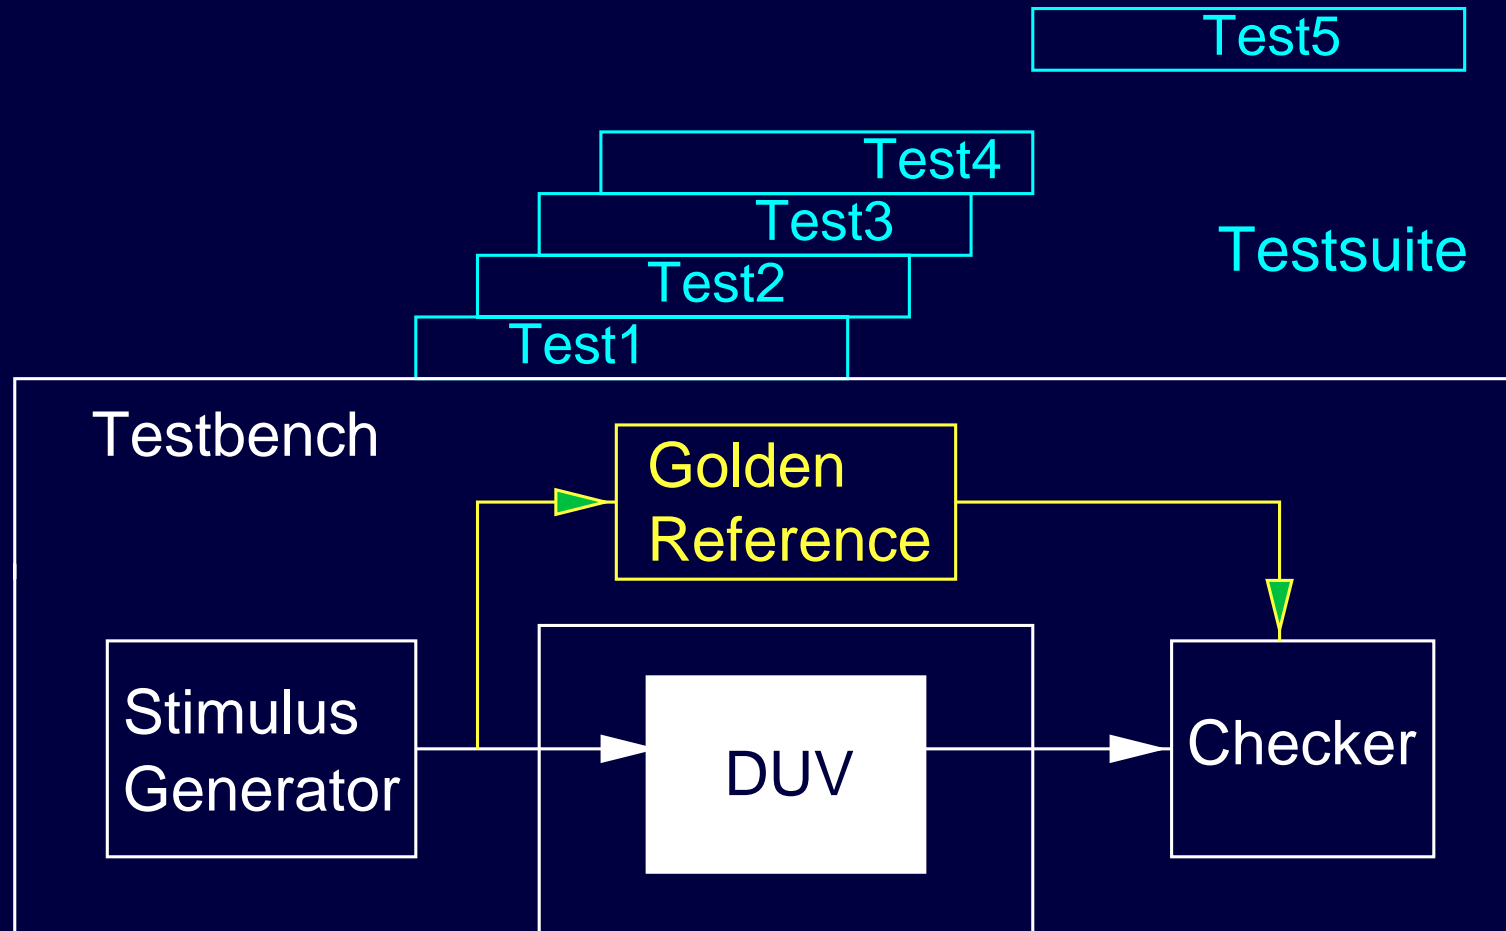 Test5
Test4
Test3
Testsuite
Test2
Test1
Testbench
Golden
Reference
Stimulus
Generator
DUV
Checker